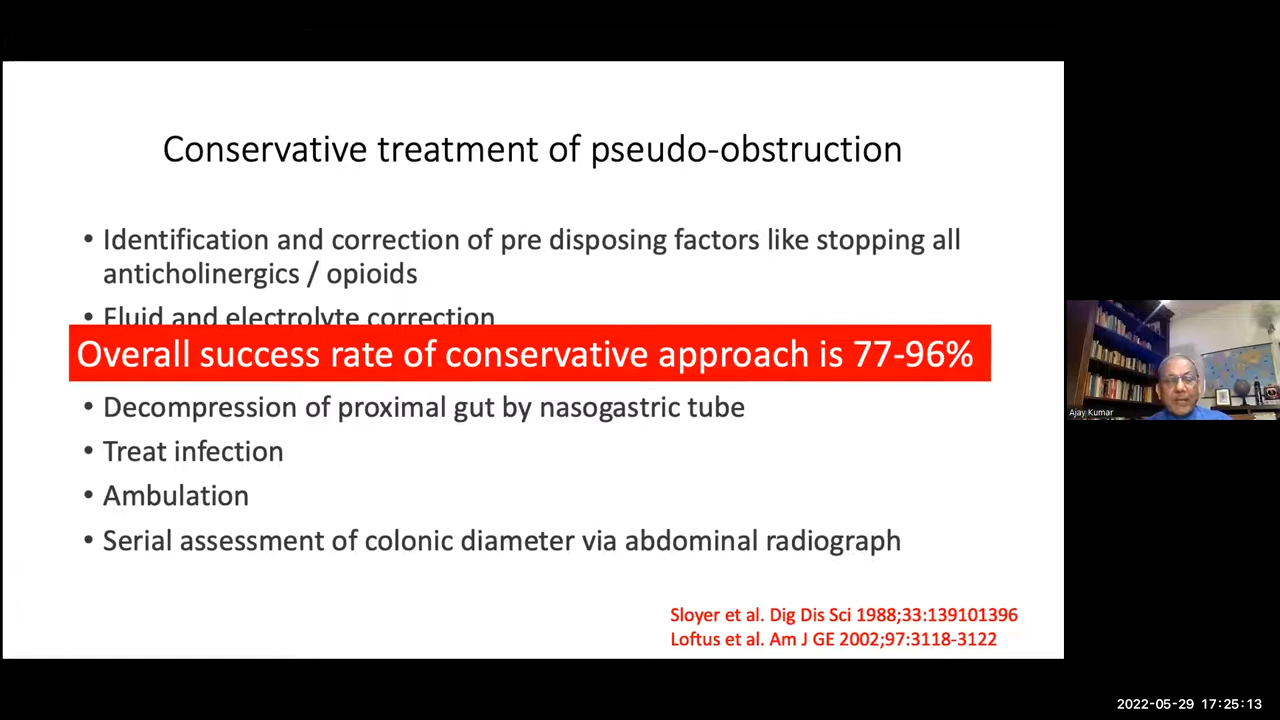 Conservative treatment of pseudo-obstruction
• Identification and correction of pre disposing factors like stopping all
anticholinergics / opioids
• Fluid and electrolyte correction
Overall success rate of conservative approach is 77-96%
• Decompression of proximal gut by nasogastric tube
• Treat infection
• Ambulation
• Serial assessment of colonic diameter via abdominal radiograph
Sloyer et al. Dig Dis Sci 1988;33:139101396
Loftus et al. Am J GE 2002;97:3118-3122
Ajay Kumar
2022-05-29 17:25:13